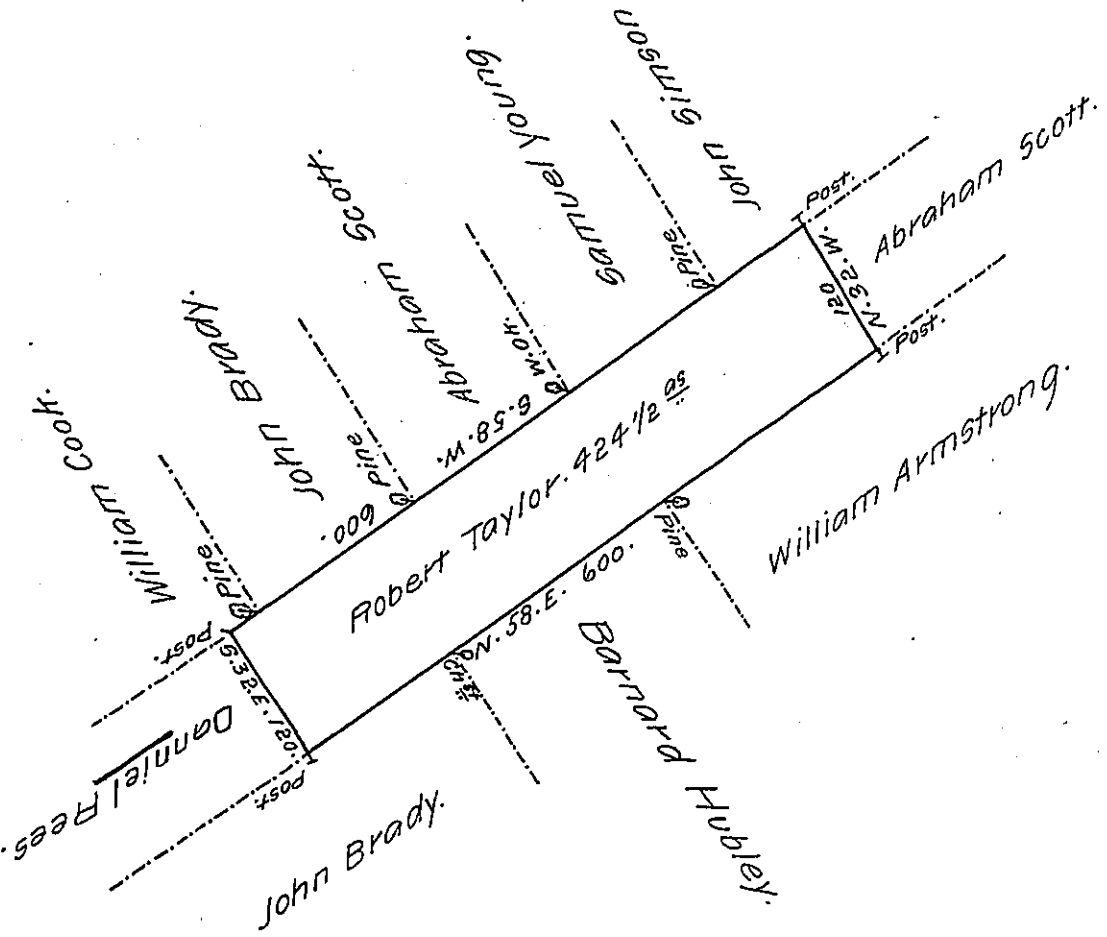 William Cook.
John Brady.
Abraham Scott.
Samuel Young.
John Simson
Post.
Pine
600.
Pine
S.58.W.
W.Ok.
Pine
Post.
Abraham Scott.
120
N.32.W.
Post.
Robert Taylor. 424 1/2 as
William Armstrong.
Pine
N.58.E. 600.
Barnard Hubley.
John Brady.
Post.
S.32.E.120.
Danniel Rees.